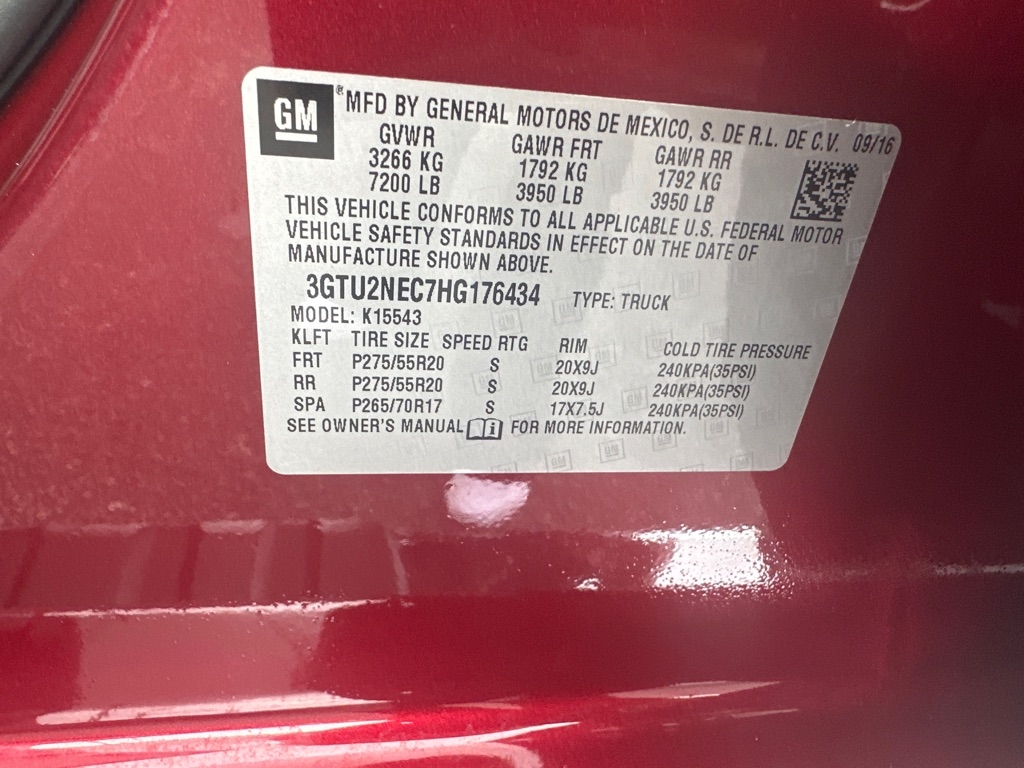 GM
® MFD BY GENERAL MOTORS DE MEXICO, S. DE R.L. DE C.V. 09/16
GVWR GAWR FRT GAWR RR
3266 KG 1792 KG 1792 KG
7200 LB 3950 LB 3950 LB
THIS VEHICLE CONFORMS TO ALL APPLICABLE U.S. FEDERAL MOTOR
VEHICLE SAFETY STANDARDS IN EFFECT ON THE DATE OF
MANUFACTURE SHOWN ABOVE.
3GTU2NEC7HG176434 TYPE: TRUCK
MODEL: K15543
KLFT TIRE SIZE SPEED RTG RIM COLD TIRE PRESSURE
FRT P275/55R20 S 20X9J 240KPA(35PSI)
RR P275/55R20 S 20X9J 240KPA(35PSI)
SPA P265/70R17 S 17X7.5J 240KPA(35PSI)
SEE OWNER'S MANUAL i FOR MORE INFORMATION.